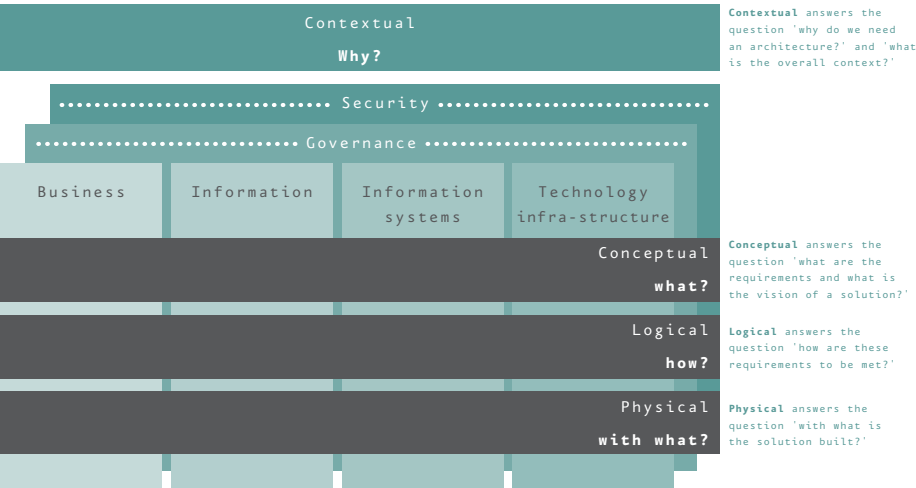 Contextual
Why?
Contextual answers the
question 'why do we need
an architecture?' and 'what
is the overall context?'
Security
Governance
Business
Information
Information
systems
Technology
infra-structure
Conceptual
what?
Conceptual answers the
question 'what are the
requirements and what is
the vision of a solution?'
Logical
how?
Logical answers the
question 'how are these
requirements to be met?'
Physical
with what?
Physical answers the
question 'with what is
the solution built?'